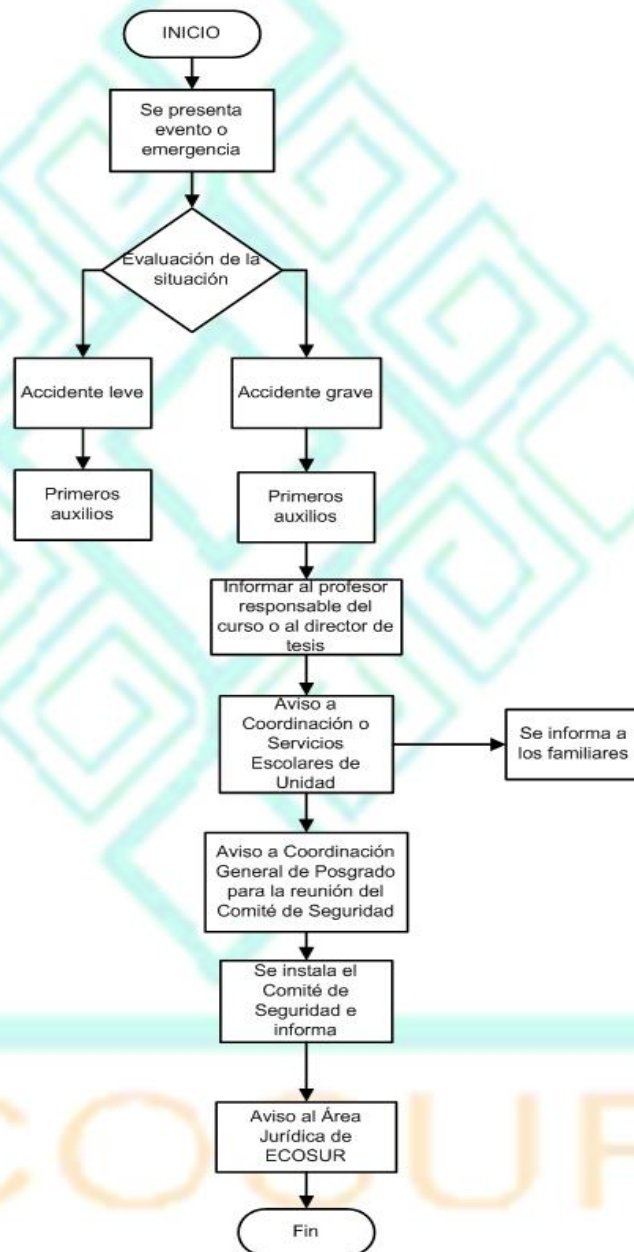 INICIO
Se presenta
evento o
emergencia
Evaluación de la
situación
Accidente leve
Accidente grave
Primeros
auxilios
Primeros
auxilios
Informar al profesor
responsable del
curso o al director de
tesis
Aviso a
Coordinación o
Servicios
Escolares de
Unidad
Se informa a
los familiares
Aviso a Coordinación
General de Posgrado
para la reunión del
Comité de Seguridad
Se instala el
Comité de
Seguridad e
informa
Aviso al Área
Jurídica de
ECOSUR
Fin
COSUR